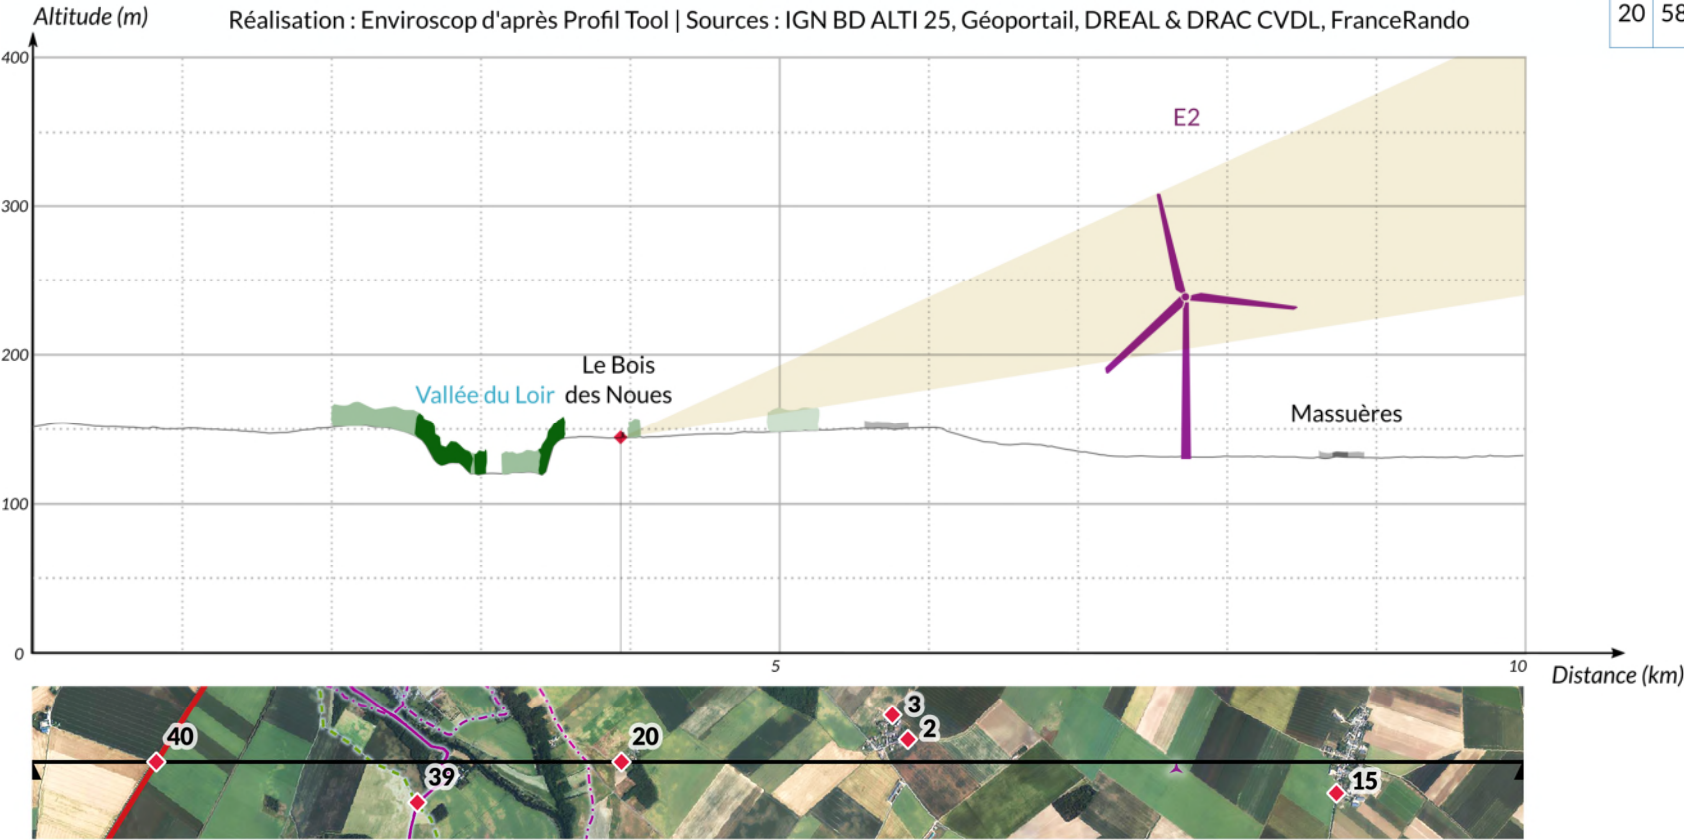 Altitude (m)
Réalisation : Enviroscop d'après Profil Tool | Sources : IGN BD ALTI 25, Géoportail, DREAL & DRAC CVDL, FranceRando
20 58
400
E2
300
200
Le Bois
des Noues
Vallée du Loir
Massuères
100
0
5
10
Distance (km)
3
2
40
20
39
15